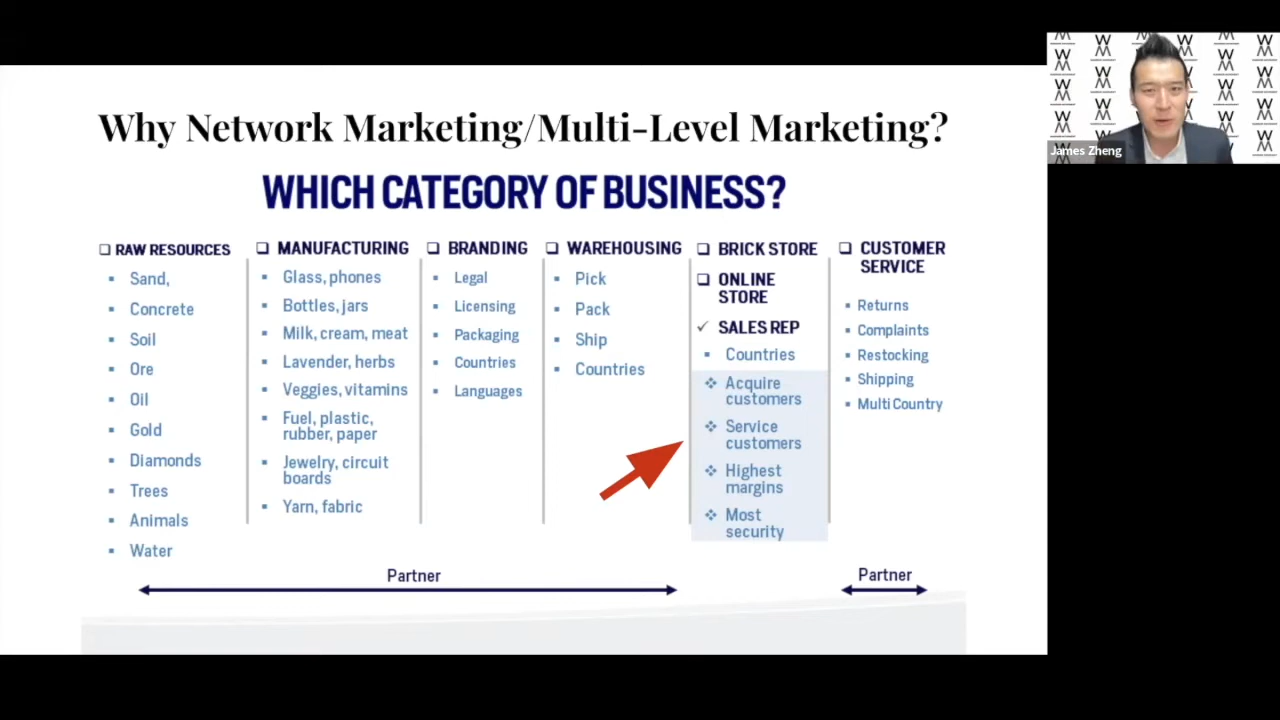 Why Network Marketing/Multi-Level Marketing?
WHICH CATEGORY OF BUSINESS?
RAW RESOURCES
Sand,
Concrete
Soil
Ore
Oil
Gold
Diamonds
Trees
Animals
Water
MANUFACTURING
Glass, phones
Bottles, jars
Milk, cream, meat
Lavender, herbs
Veggies, vitamins
Fuel, plastic,
rubber, paper
Jewelry, circuit
boards
Yarn, fabric
BRANDING
Legal
Licensing
Packaging
Countries
Languages
WAREHOUSING
Pick
Pack
Ship
Countries
BRICK STORE
ONLINE
STORE
SALES REP
Countries
Acquire
customers
Service
customers
Highest
margins
Most
security
CUSTOMER
SERVICE
Returns
Complaints
Restocking
Shipping
Multi Country
Partner
Partner
James Zheng